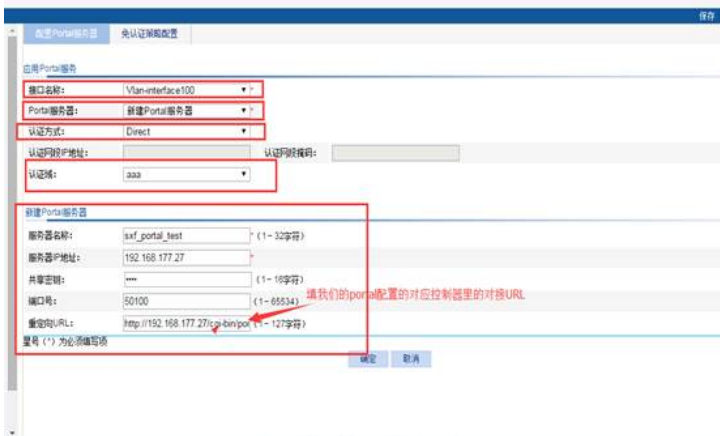 保存
配置Portal服务器 免认证策略配置
应用Portal服务
接口名称: Vlan-interface100 *
Portal服务器: 新建Portal服务器 *
认证方式: Direct
认证网段IP地址: 认证网段掩码:
认证域: aaa
新建Portal服务器
服务器名称: sxf_portal_test * (1-32字符)
服务器IP地址: 192.168.177.27 *
共享密钥: •••• (1-16字符)
填我们的portal配置的对应控制器里的对接URL
端口号: 50100 (1-65534)
重定向URL: http://192.168.177.27/cgi-bin/por (1-127字符)
星号 (*) 为必须填写项
确定 取消